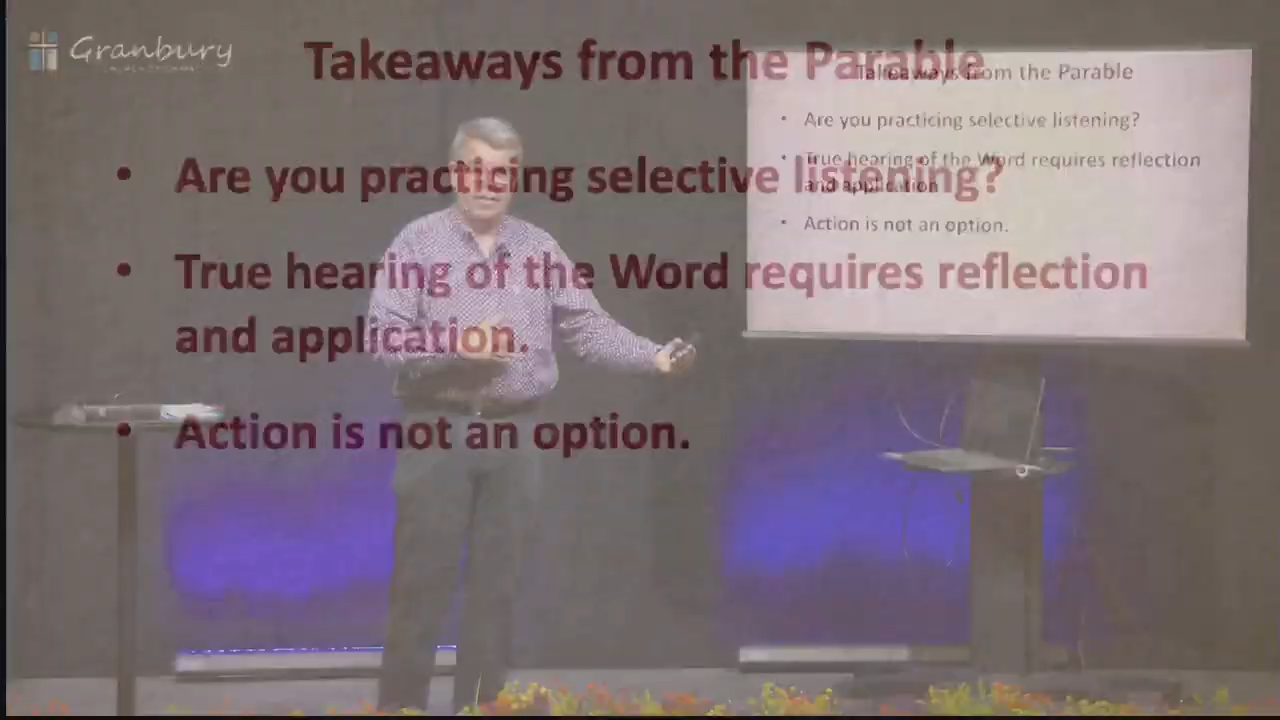 Granbury
Takeaways from the Parable
• Are you practicing selective listening?
• True hearing of the Word requires reflection
and application.
• Action is not an option.
Takeaways from the Parable
• Are you practicing selective listening?
• True hearing of the Word requires reflection
and application
• Action is not an option.